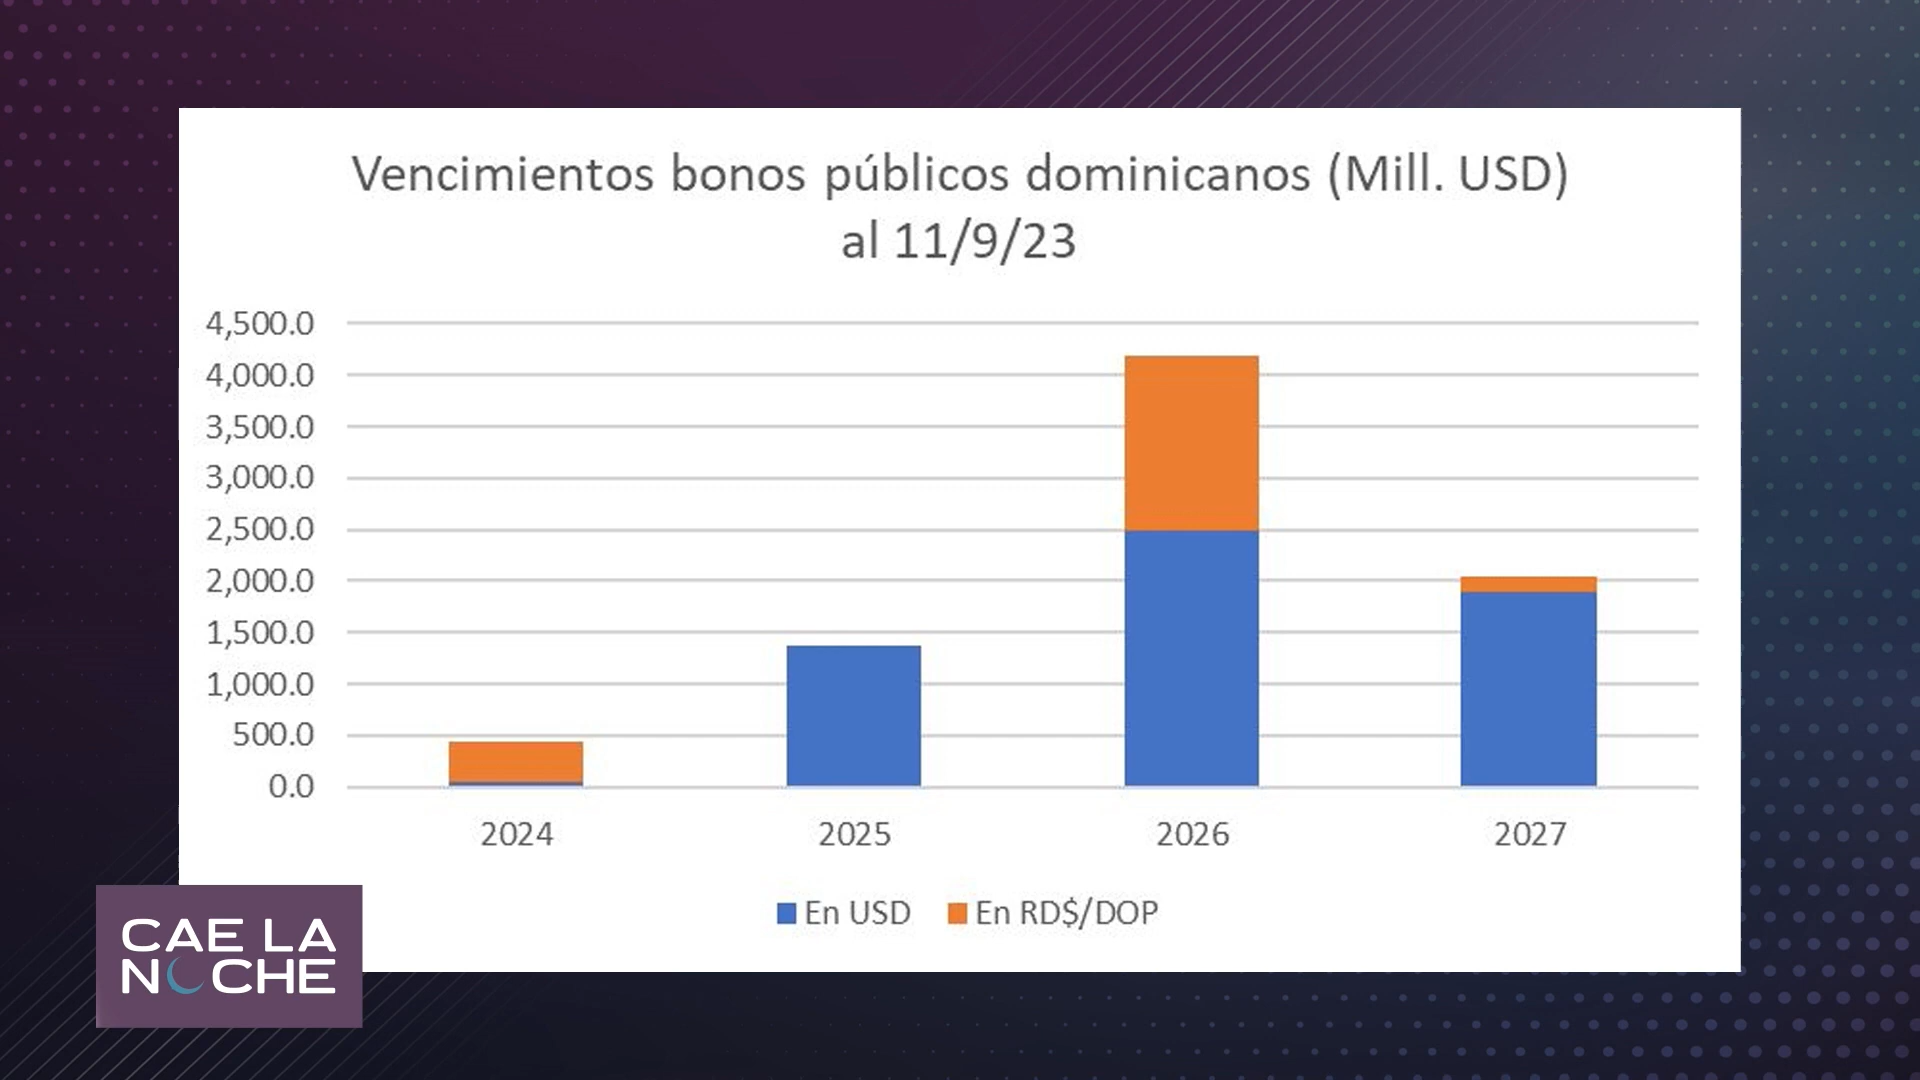 Vencimientos bonos públicos dominicanos (Mill. USD)
al 11/9/23
4,500.0
4,000.0
3,500.0
3,000.0
2,500.0
2,000.0
1,500.0
1,000.0
500.0
0.0
2024 2025 2026 2027
En USD En RD$/DOP
CAE LA
NOCHE